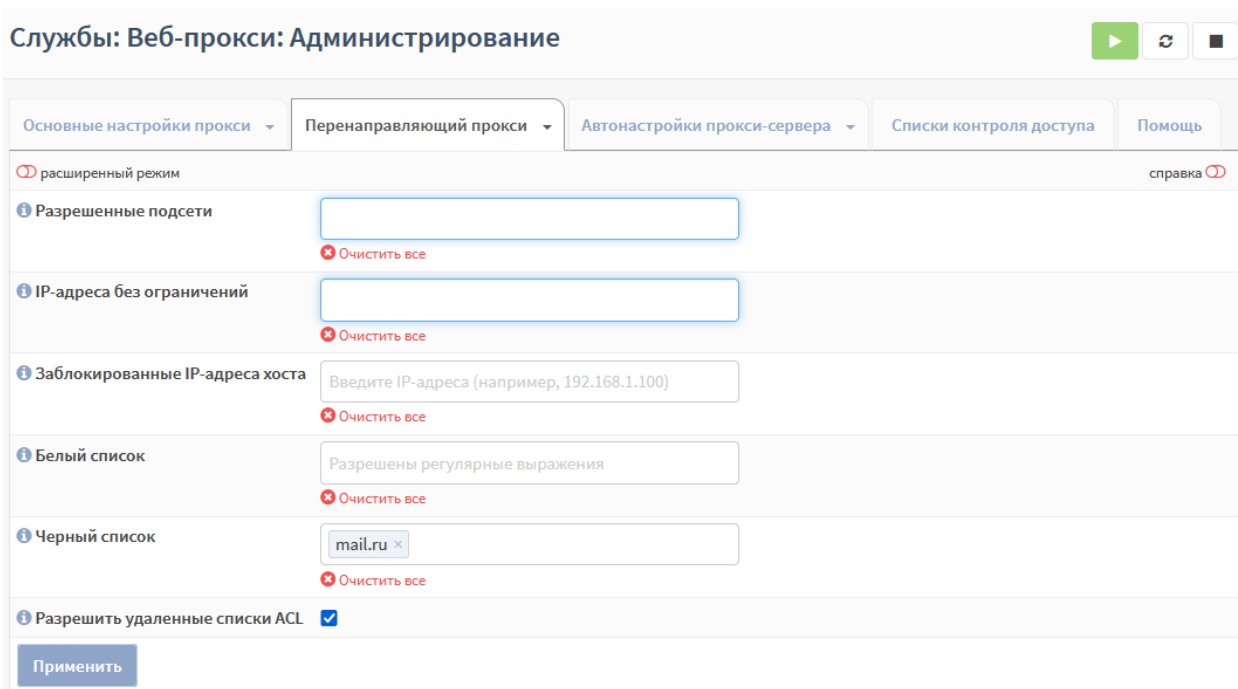 Службы: Веб-прокси: Администрирование
Основные настройки прокси
Перенаправляющий прокси
Автонастройки прокси-сервера
Списки контроля доступа
Помощь
расширенный режим
справка
Разрешенные подсети
Очистить все
IP-адреса без ограничений
Очистить все
Заблокированные IP-адреса хоста
Введите IP-адреса (например, 192.168.1.100)
Очистить все
Белый список
Разрешены регулярные выражения
Очистить все
Черный список
mail.ru ×
Очистить все
Разрешить удаленные списки ACL
Применить